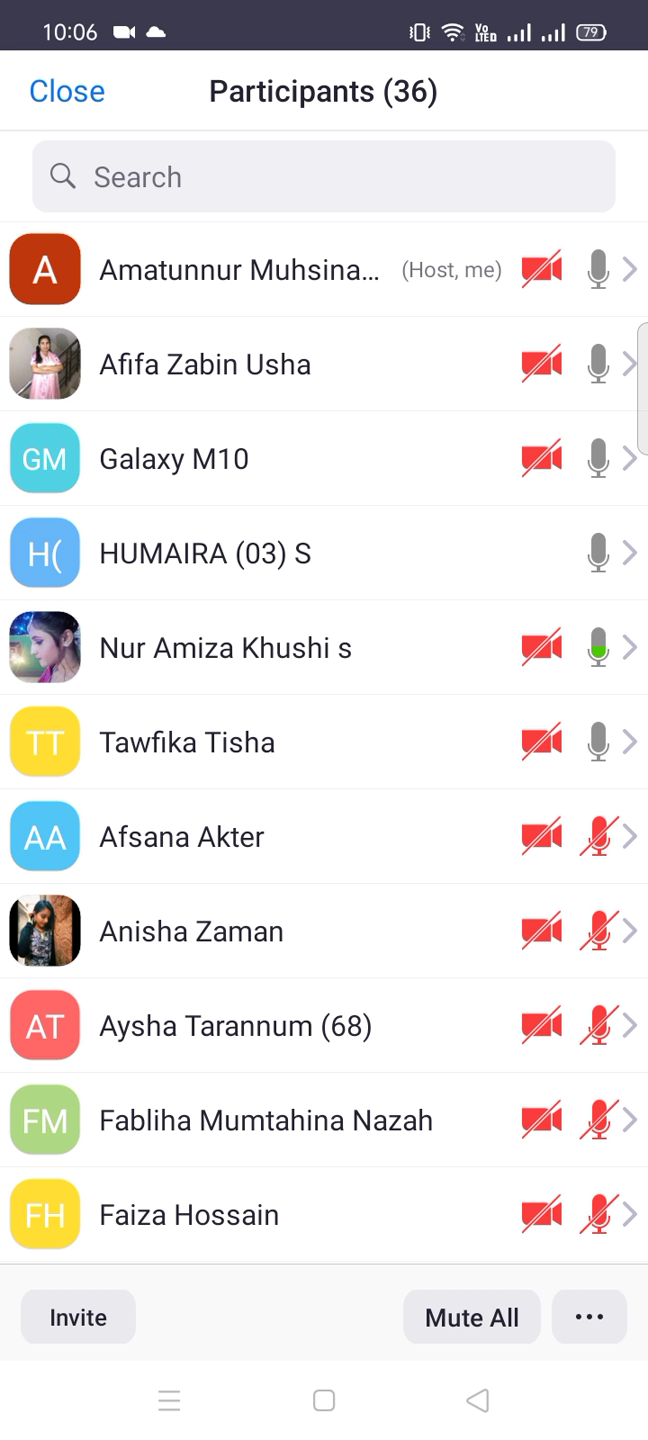 10:06 Vo LTED 79
Close Participants (36)
Search
A Amatunnur Muhsina... (Host, me)
Afifa Zabin Usha
GM Galaxy M10
H( HUMAIRA (03) S
Nur Amiza Khushi s
TT Tawfika Tisha
AA Afsana Akter
Anisha Zaman
AT Aysha Tarannum (68)
FM Fabliha Mumtahina Nazah
FH Faiza Hossain
Invite Mute All ...